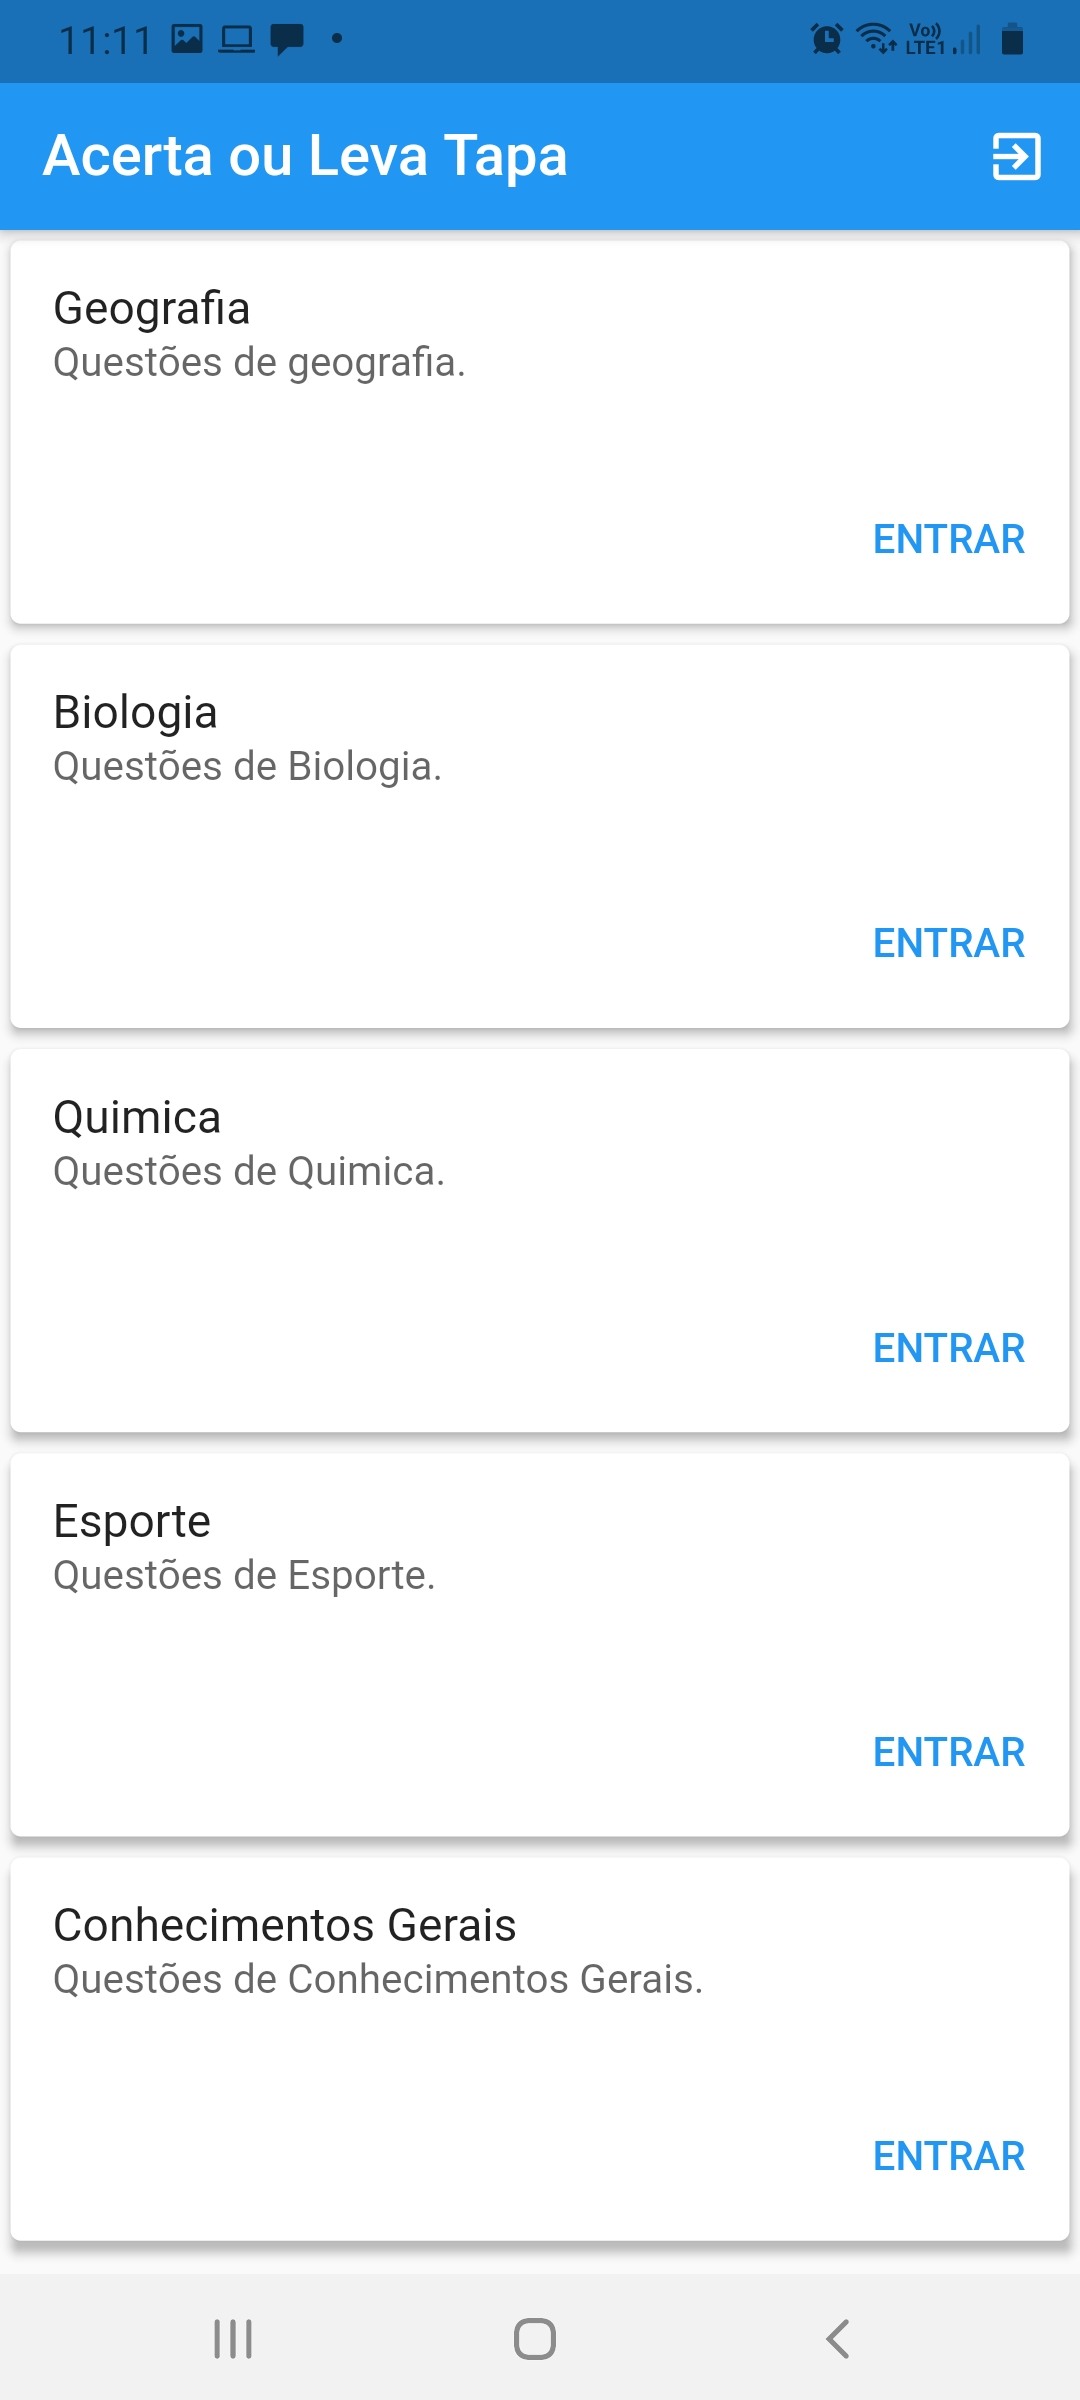 11:11
Vo))
LTE1
Acerta ou Leva Tapa
Geografia
Questões de geografia.
ENTRAR
Biologia
Questões de Biologia.
ENTRAR
Quimica
Questões de Quimica.
ENTRAR
Esporte
Questões de Esporte.
ENTRAR
Conhecimentos Gerais
Questões de Conhecimentos Gerais.
ENTRAR